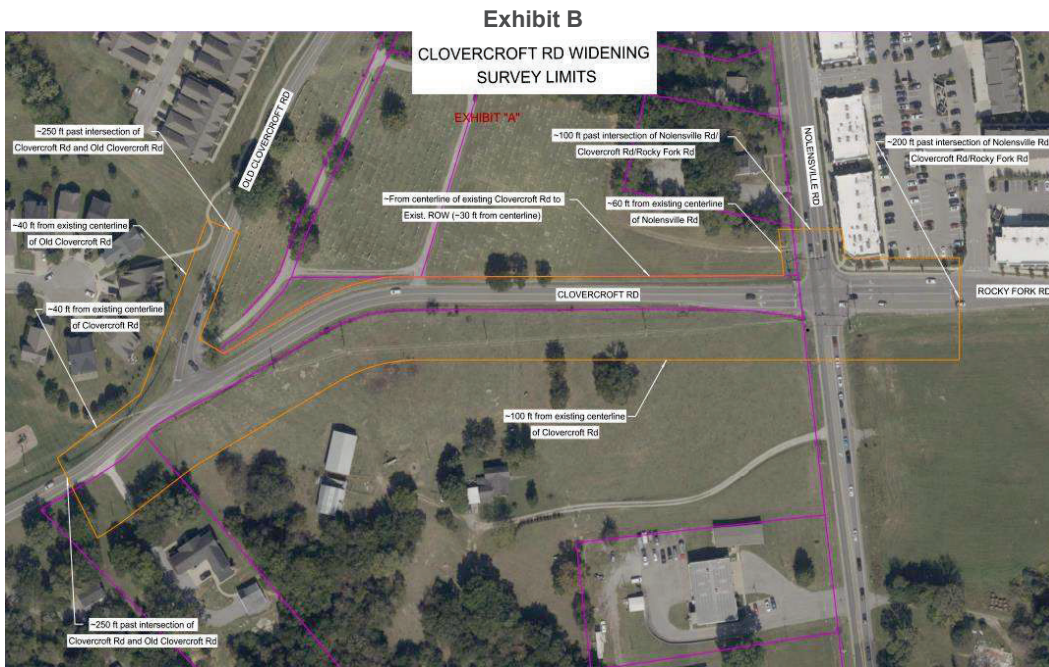 Exhibit B
CLOVERCROFT RD WIDENING
SURVEY LIMITS
EXHIBIT "A"
~250 ft past intersection of
Clovercroft Rd and Old Clovercroft Rd
OLD CLOVERCROFT RD
~100 ft past intersection of Nolensville Rd/
Clovercroft Rd/Rocky Fork Rd
NOLENSVILLE RD
~200 ft past intersection of Nolensville Rd
Clovercroft Rd/Rocky Fork Rd
~From centerline of existing Clovercroft Rd to
Exist. ROW (~30 ft from centerline)
~60 ft from existing centerline
of Nolensville Rd
~40 ft from existing centerline
of Old Clovercroft Rd
CLOVERCROFT RD
ROCKY FORK RD
~40 ft from existing centerline
of Clovercroft Rd
~100 ft from existing centerline
of Clovercroft Rd
~250 ft past intersection of
Clovercroft Rd and Old Clovercroft Rd